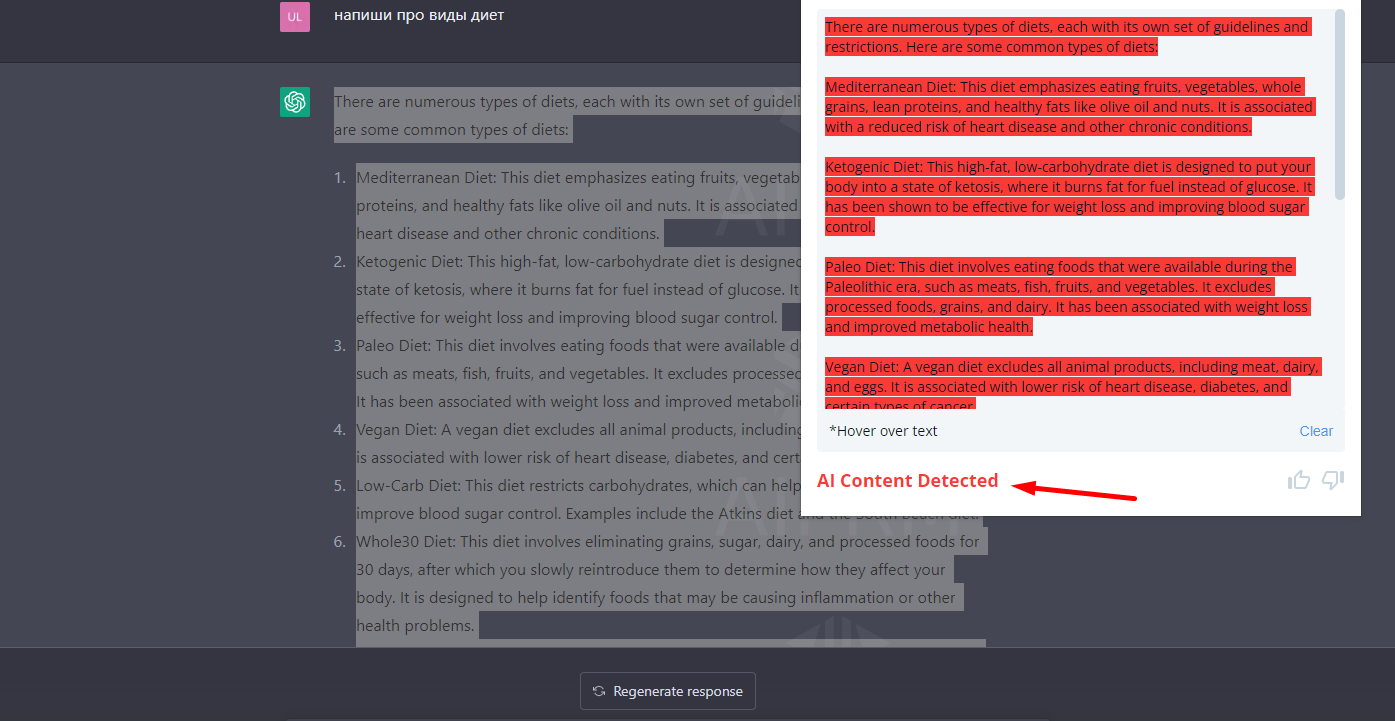 UL
напиши про виды диет
There are numerous types of diets, each with its own set of guideli
are some common types of diets:
1. Mediterranean Diet: This diet emphasizes eating fruits, vegetab
proteins, and healthy fats like olive oil and nuts. It is associated
heart disease and other chronic conditions.
2. Ketogenic Diet: This high-fat, low-carbohydrate diet is designed
state of ketosis, where it burns fat for fuel instead of glucose. It
effective for weight loss and improving blood sugar control.
3. Paleo Diet: This diet involves eating foods that were available d
such as meats, fish, fruits, and vegetables. It excludes processed
It has been associated with weight loss and improved metaboli
4. Vegan Diet: A vegan diet excludes all animal products, including
is associated with lower risk of heart disease, diabetes, and cert
5. Low-Carb Diet: This diet restricts carbohydrates, which can help
improve blood sugar control. Examples include the Atkins diet and the South Beach diet.
6. Whole30 Diet: This diet involves eliminating grains, sugar, dairy, and processed foods for
30 days, after which you slowly reintroduce them to determine how they affect your
body. It is designed to help identify foods that may be causing inflammation or other
health problems.
Regenerate response
There are numerous types of diets, each with its own set of guidelines and
restrictions. Here are some common types of diets:
Mediterranean Diet: This diet emphasizes eating fruits, vegetables, whole
grains, lean proteins, and healthy fats like olive oil and nuts. It is associated
with a reduced risk of heart disease and other chronic conditions.
Ketogenic Diet: This high-fat, low-carbohydrate diet is designed to put your
body into a state of ketosis, where it burns fat for fuel instead of glucose. It
has been shown to be effective for weight loss and improving blood sugar
control.
Paleo Diet: This diet involves eating foods that were available during the
Paleolithic era, such as meats, fish, fruits, and vegetables. It excludes
processed foods, grains, and dairy. It has been associated with weight loss
and improved metabolic health.
Vegan Diet: A vegan diet excludes all animal products, including meat, dairy,
and eggs. It is associated with lower risk of heart disease, diabetes, and
certain types of cancer.
*Hover over text
Clear
AI Content Detected